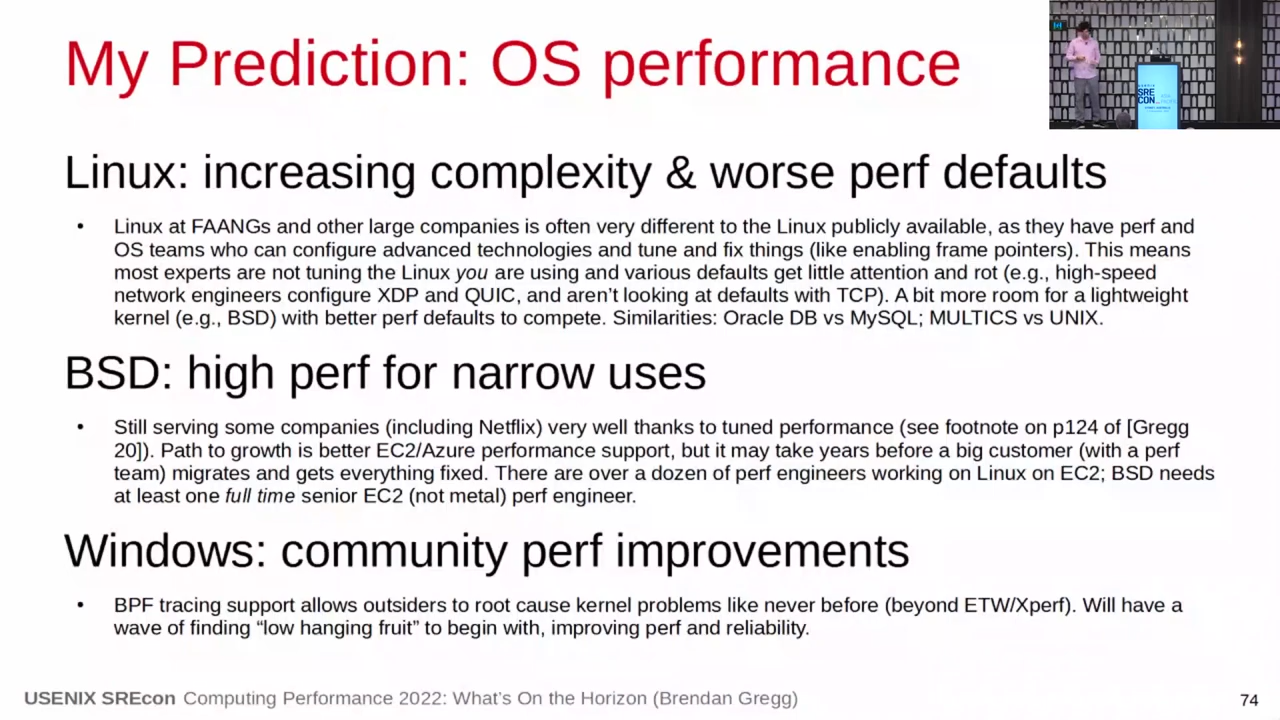 My Prediction: OS performance
SRE
CON
Linux: increasing complexity & worse perf defaults
• Linux at FAANGs and other large companies is often very different to the Linux publicly available, as they have perf and
OS teams who can configure advanced technologies and tune and fix things (like enabling frame pointers). This means
most experts are not tuning the Linux you are using and various defaults get little attention and rot (e.g., high-speed
network engineers configure XDP and QUIC, and aren’t looking at defaults with TCP). A bit more room for a lightweight
kernel (e.g., BSD) with better perf defaults to compete. Similarities: Oracle DB vs MySQL; MULTICS vs UNIX.
BSD: high perf for narrow uses
• Still serving some companies (including Netflix) very well thanks to tuned performance (see footnote on p124 of [Gregg
20]). Path to growth is better EC2/Azure performance support, but it may take years before a big customer (with a perf
team) migrates and gets everything fixed. There are over a dozen of perf engineers working on Linux on EC2; BSD needs
at least one full time senior EC2 (not metal) perf engineer.
Windows: community perf improvements
• BPF tracing support allows outsiders to root cause kernel problems like never before (beyond ETW/Xperf). Will have a
wave of finding “low hanging fruit” to begin with, improving perf and reliability.
USENIX SREcon Computing Performance 2022: What’s On the Horizon (Brendan Gregg)
74